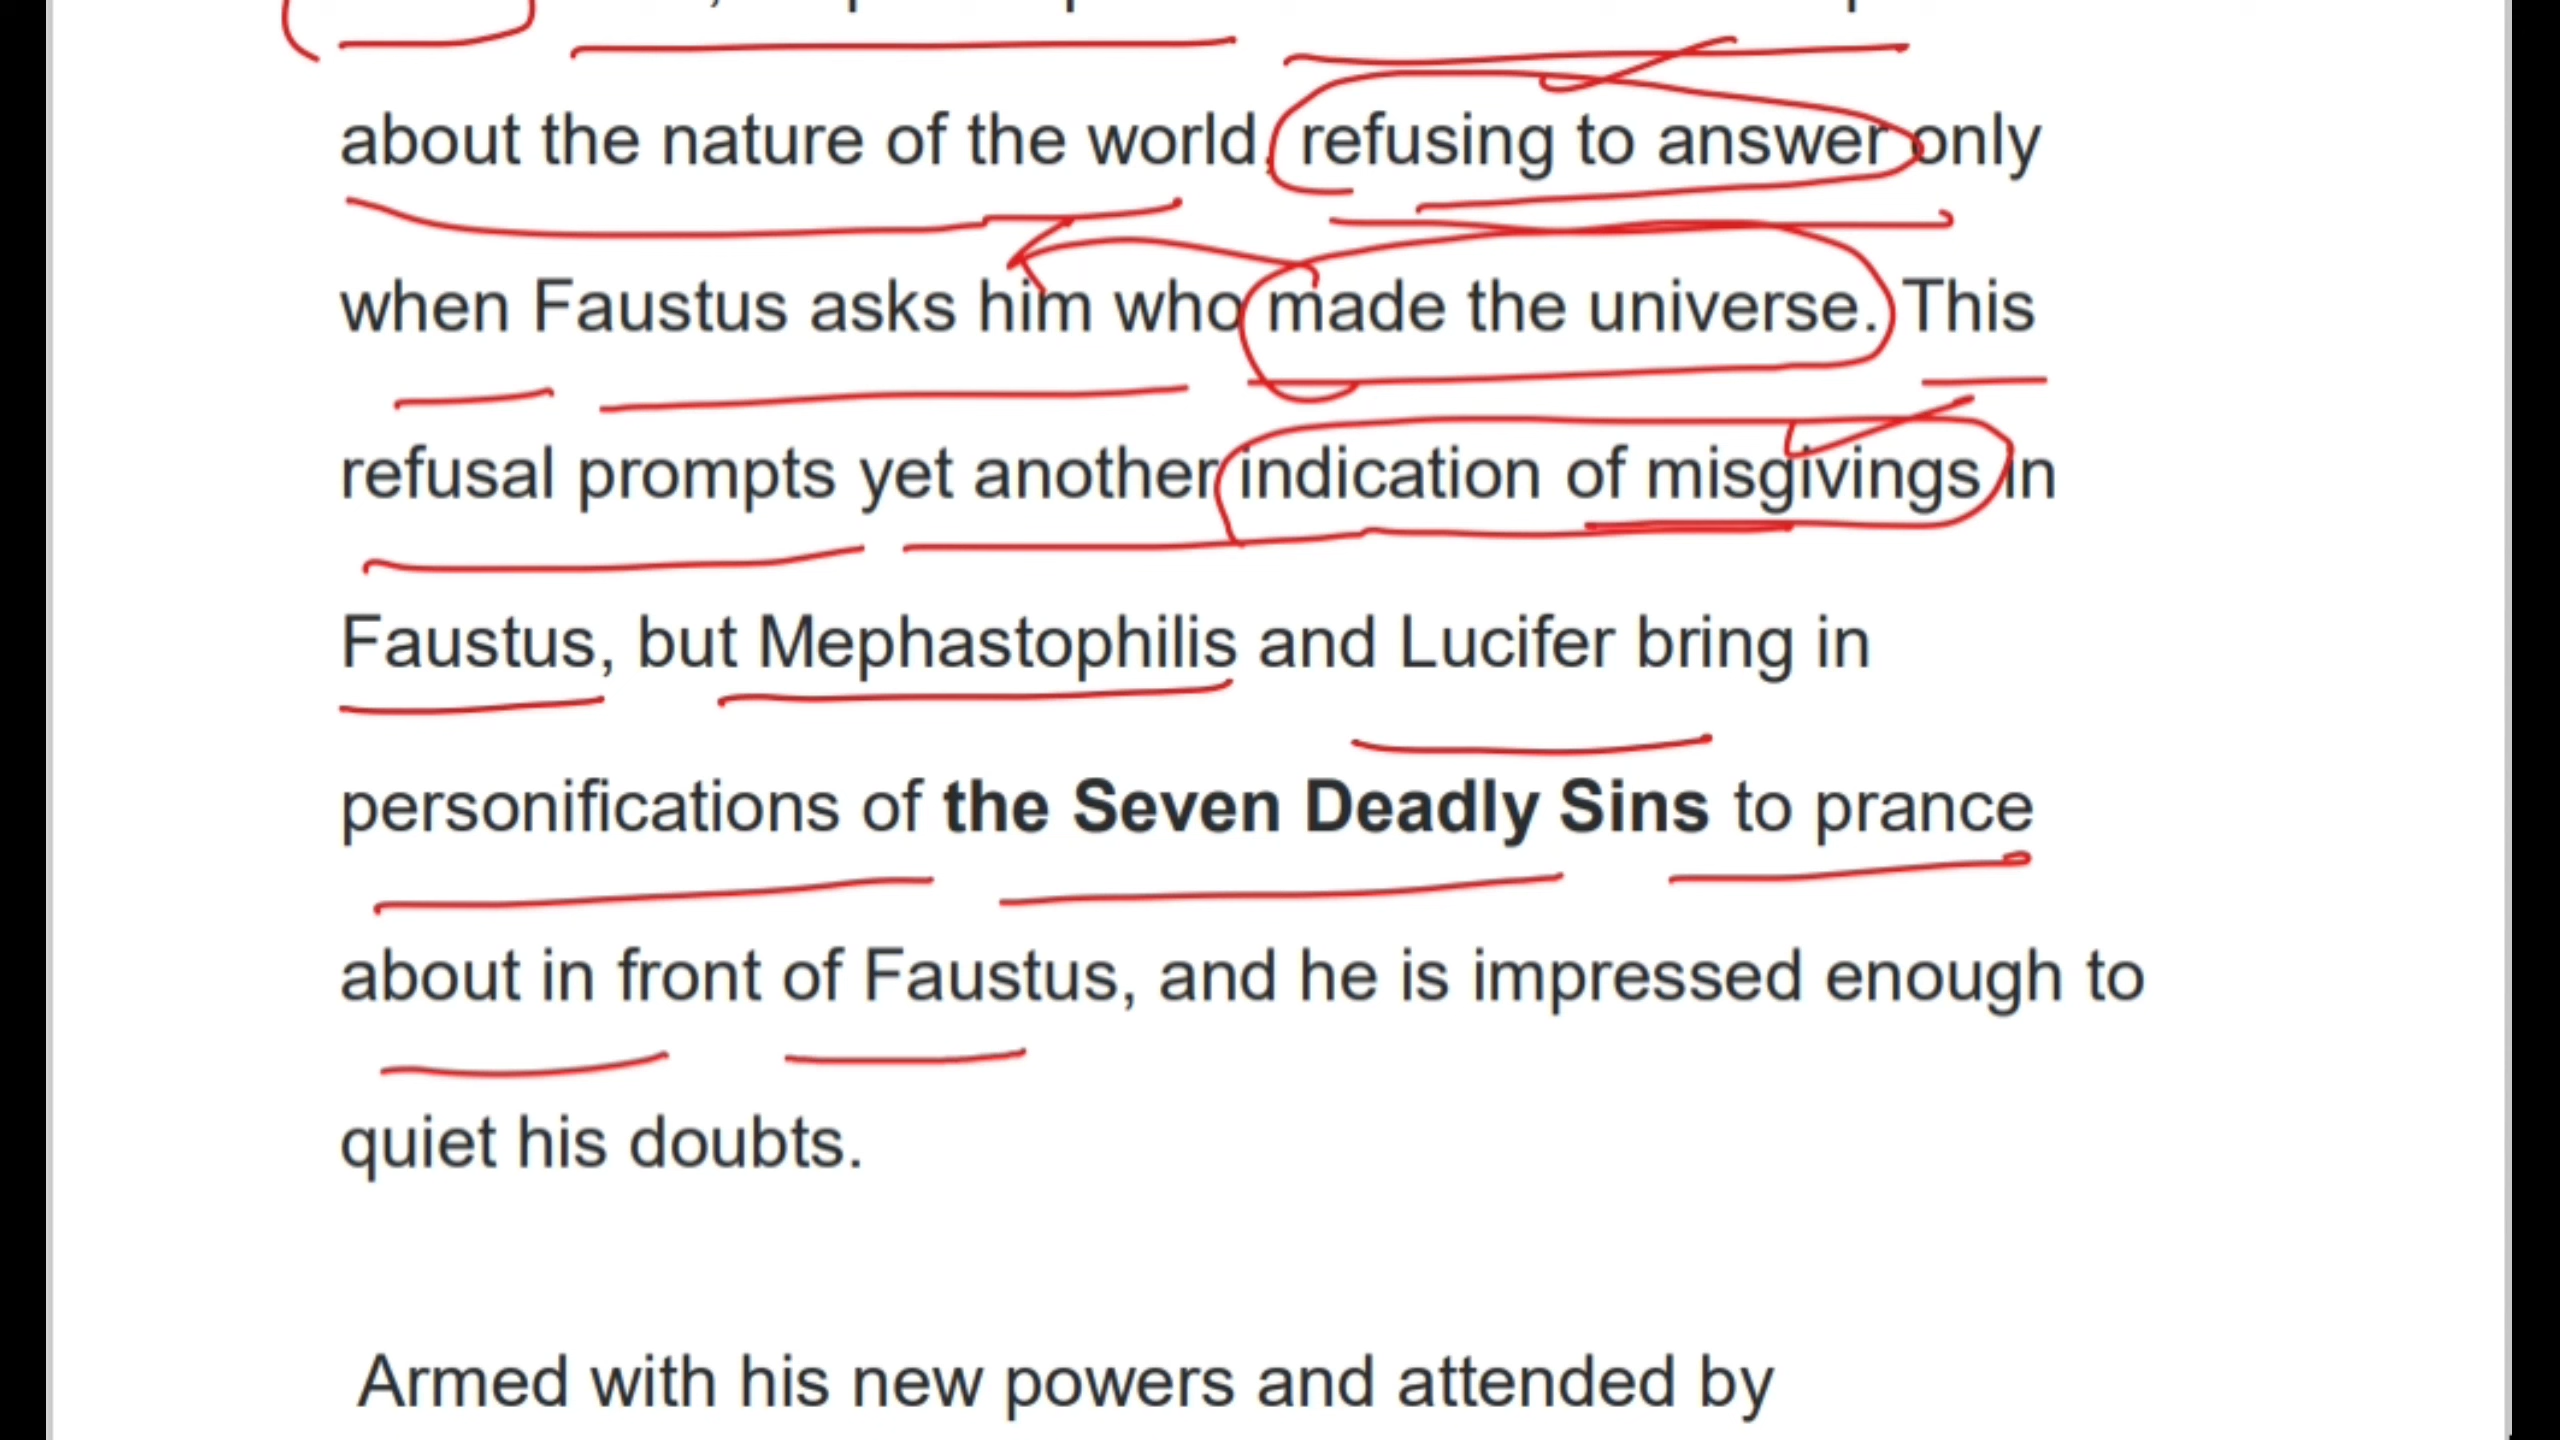 about the nature of the world, refusing to answer only
when Faustus asks him who made the universe. This
refusal prompts yet another indication of misgivings in
Faustus, but Mephastophilis and Lucifer bring in
personifications of the Seven Deadly Sins to prance
about in front of Faustus, and he is impressed enough to
quiet his doubts.
Armed with his new powers and attended by